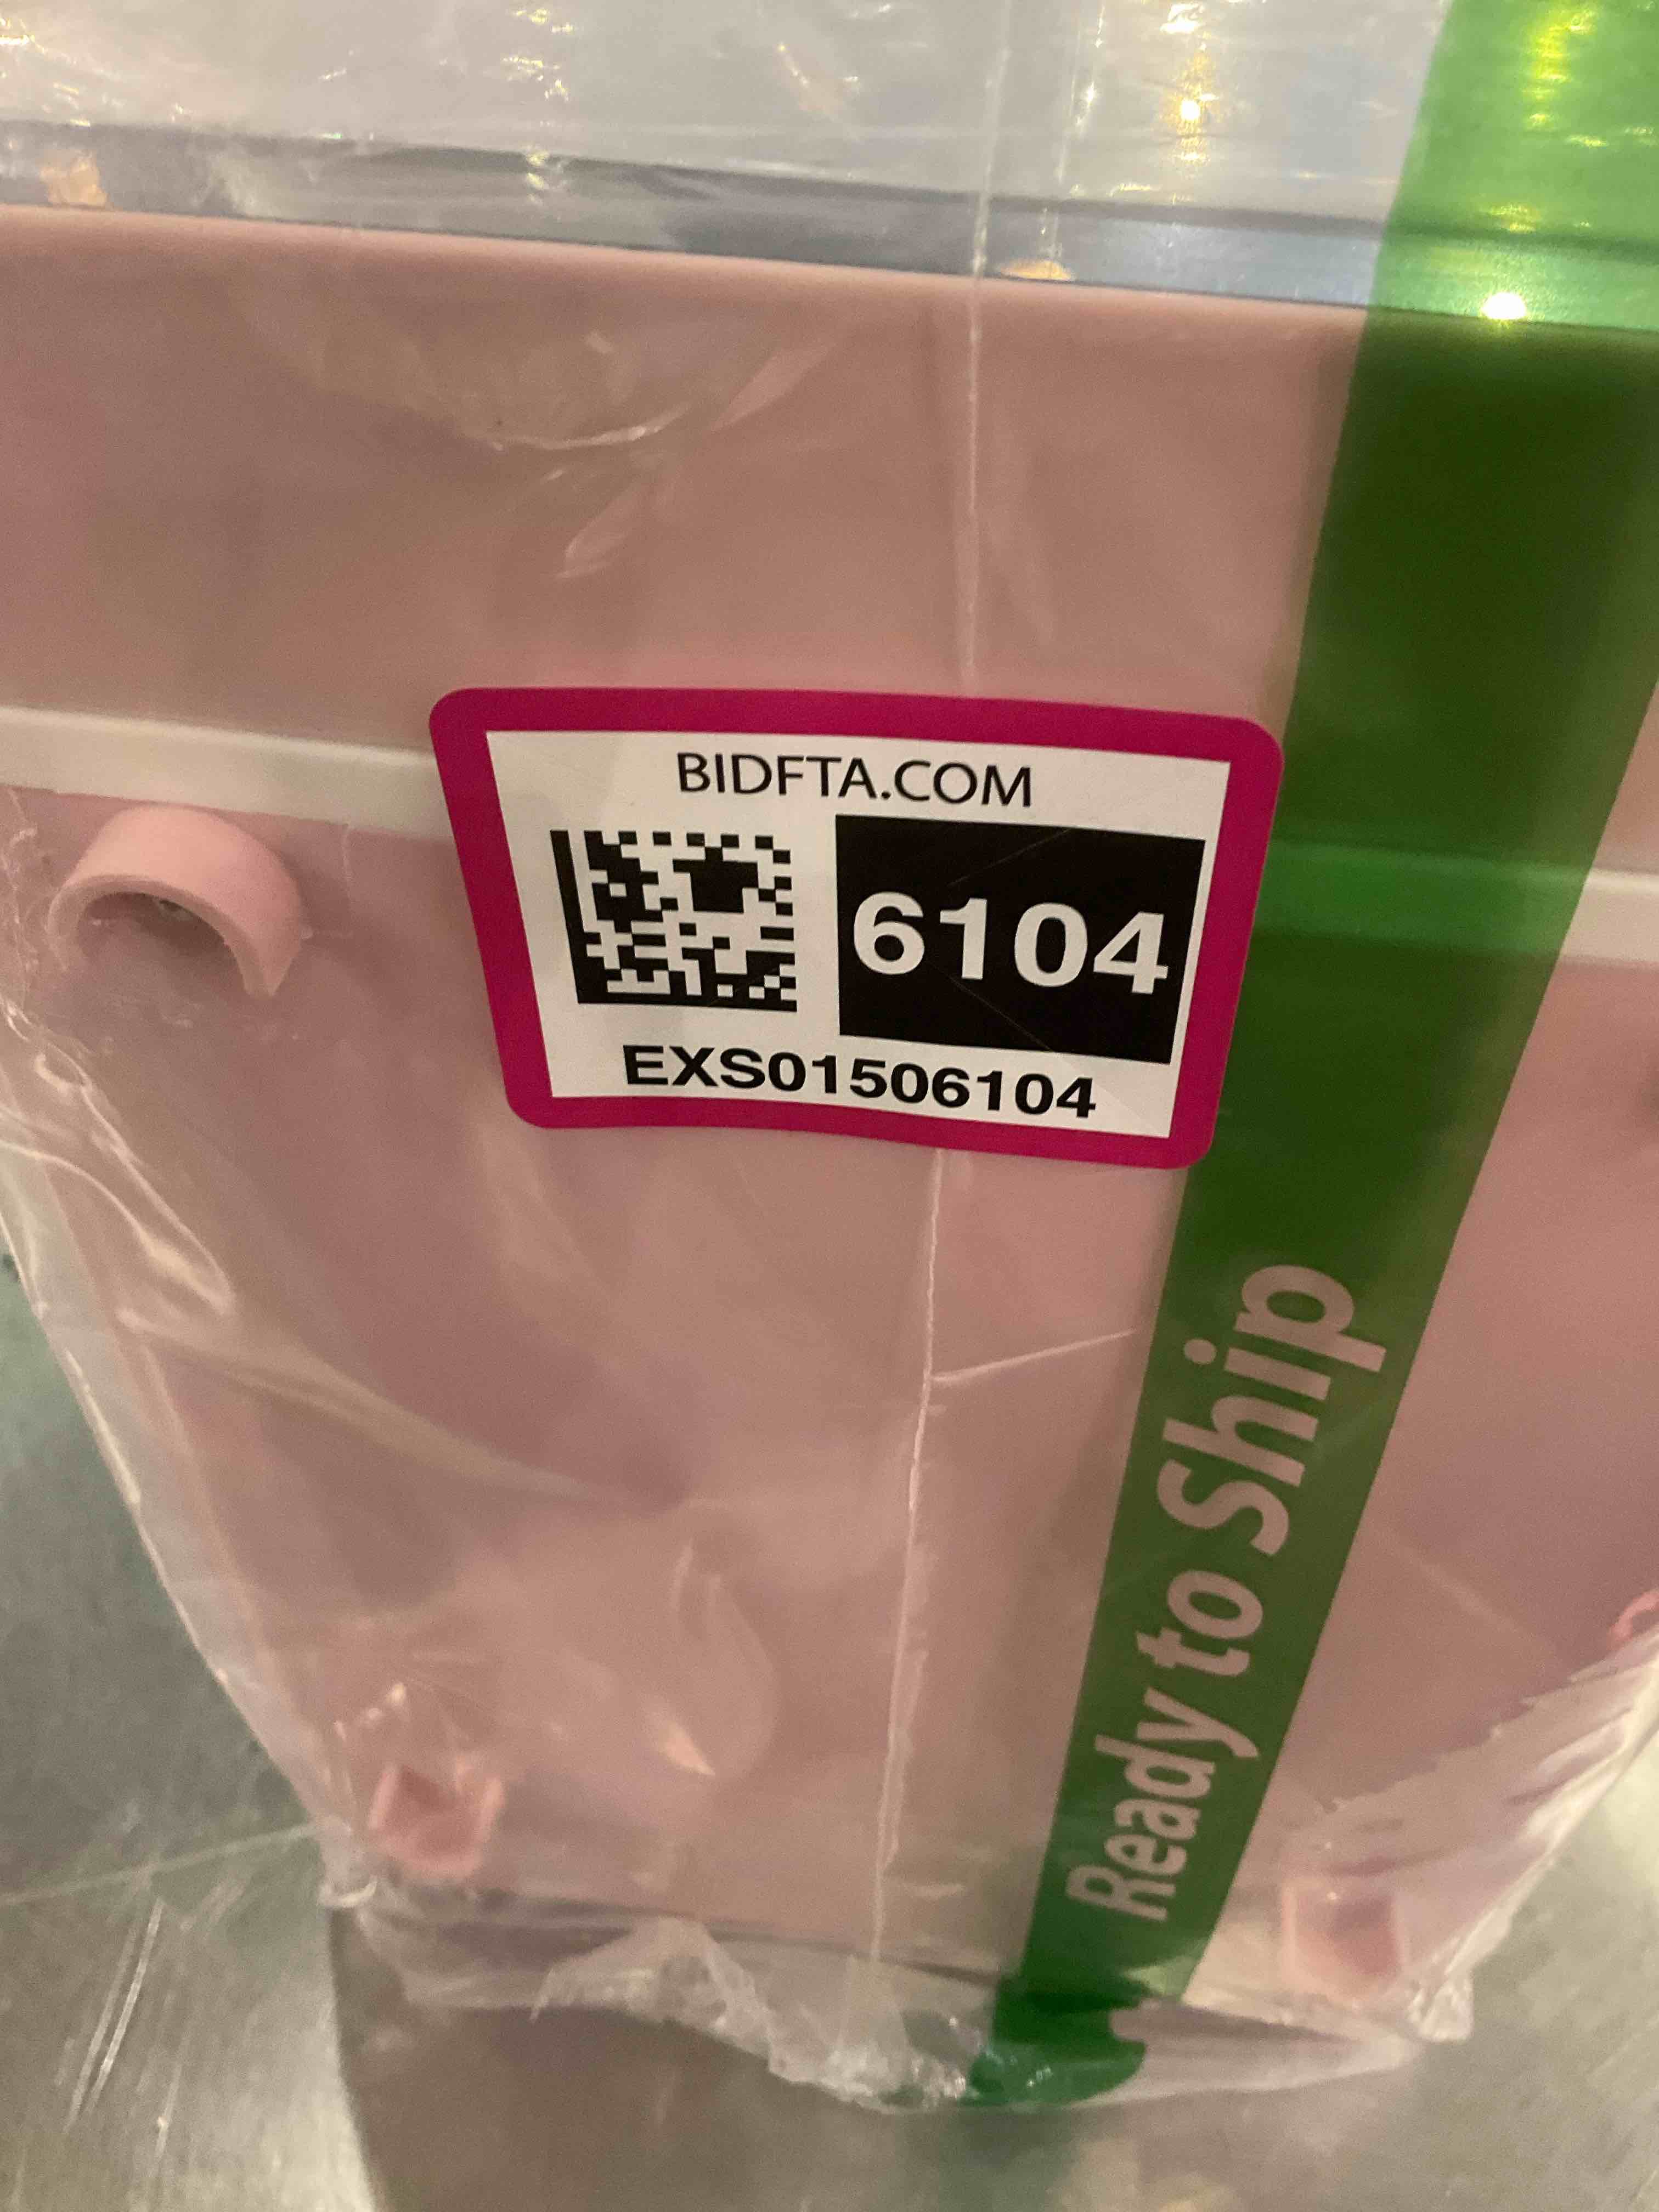 BIDFTA.COM
6104
EXS01506104
Ready to Ship